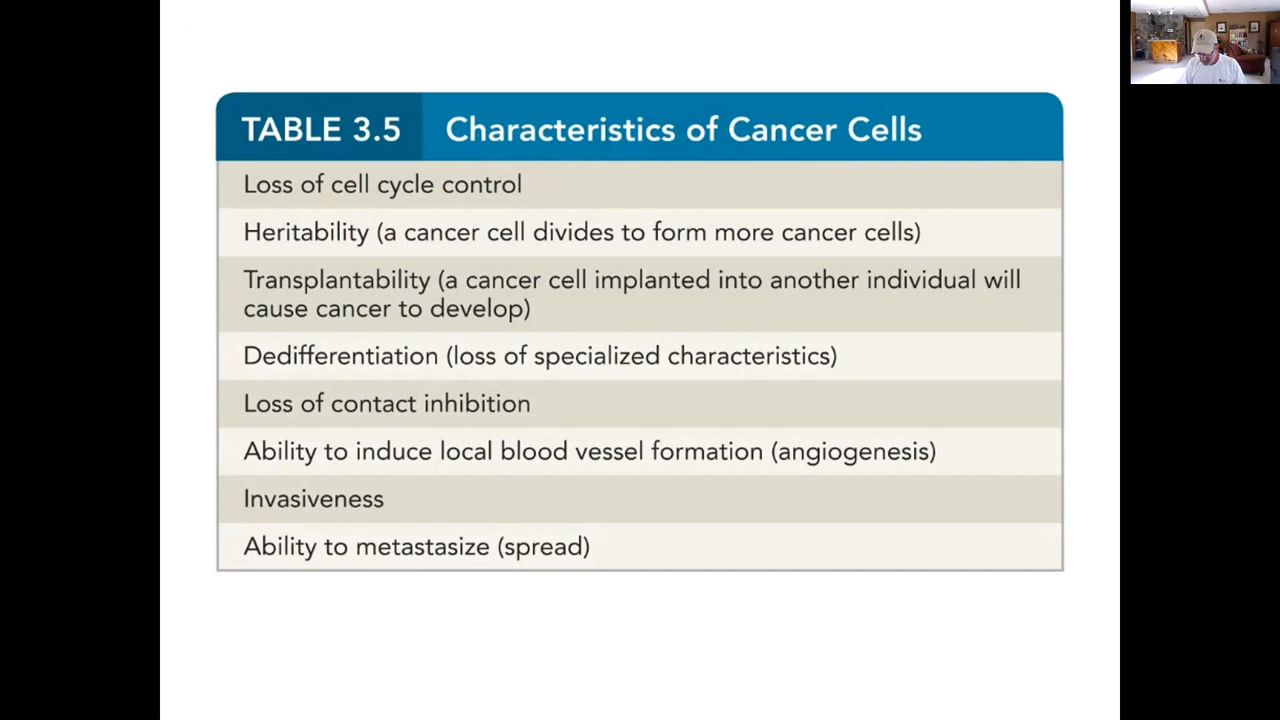 TABLE 3.5 Characteristics of Cancer Cells
Loss of cell cycle control
Heritability (a cancer cell divides to form more cancer cells)
Transplantability (a cancer cell implanted into another individual will
cause cancer to develop)
Dedifferentiation (loss of specialized characteristics)
Loss of contact inhibition
Ability to induce local blood vessel formation (angiogenesis)
Invasiveness
Ability to metastasize (spread)